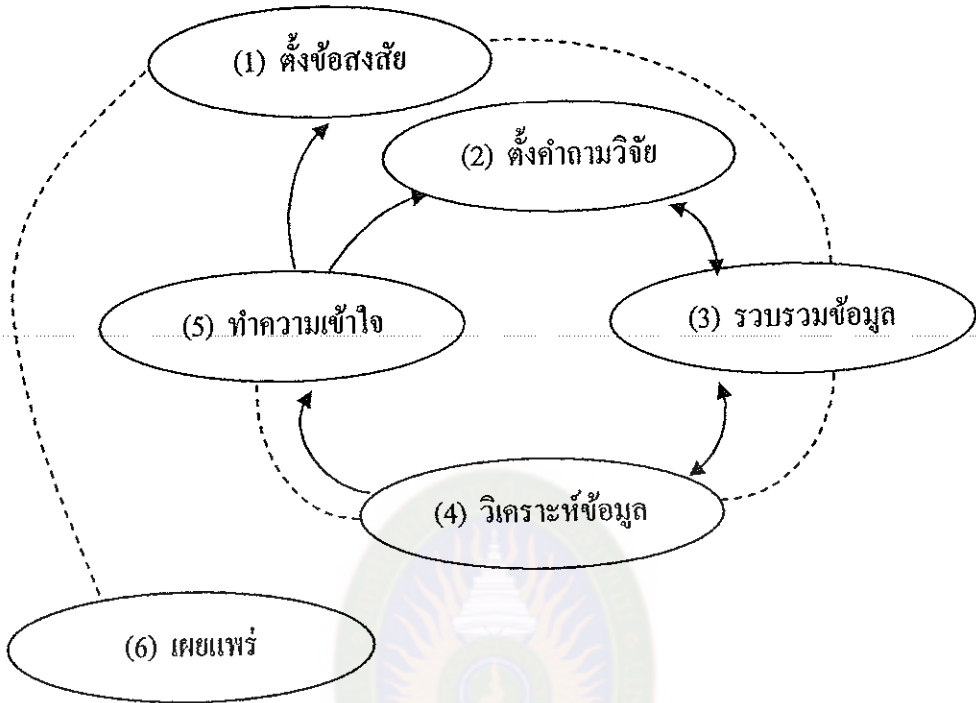 (1) ตั้งข้อสงสัย
(2) ตั้งคำถามวิจัย
(5) ทำความเข้าใจ
(3) รวบรวมข้อมูล
(4) วิเคราะห์ข้อมูล
(6) เผยแพร่